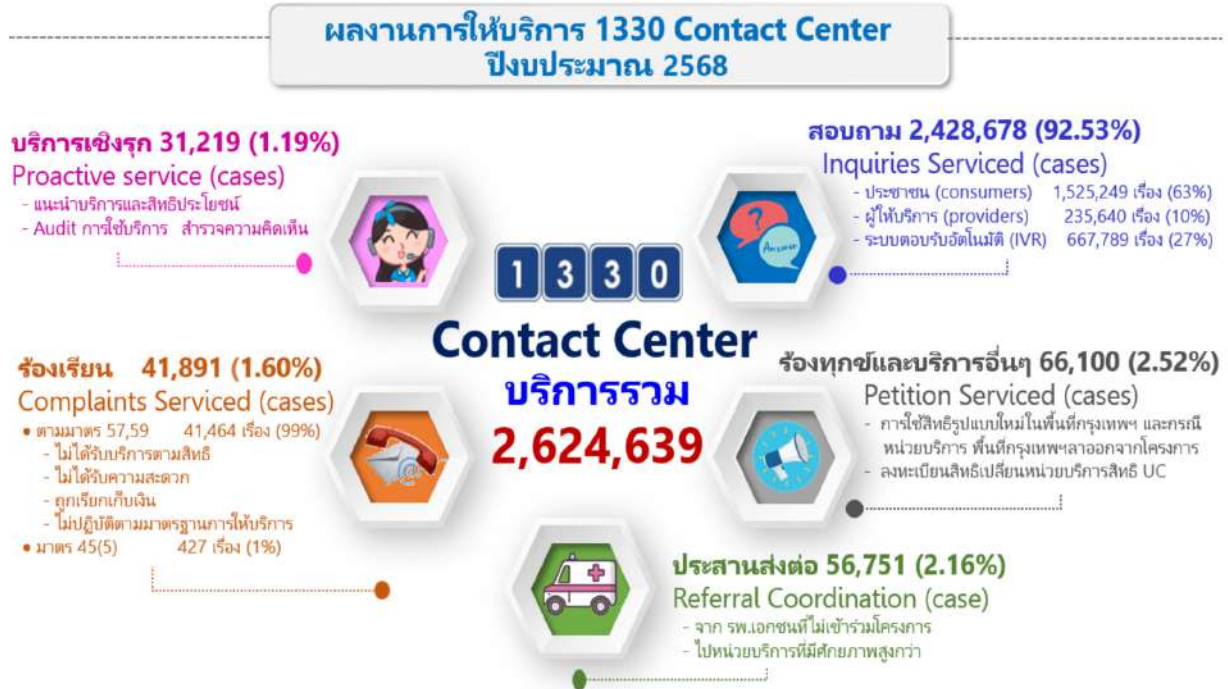 ผลงานการให้บริการ 1330 Contact Center
ปีงบประมาณ 2568
บริการเชิงรุก 31,219 (1.19%)
Proactive service (cases)
- แนะนำบริการและสิทธิประโยชน์
- Audit การใช้บริการ สำรวจความคิดเห็น
สอบถาม 2,428,678 (92.53%)
Inquiries Serviced (cases)
- ประชาชน (consumers) 1,525,249 เรื่อง (63%)
- ผู้ให้บริการ (providers) 235,640 เรื่อง (10%)
- ระบบตอบรับอัตโนมัติ (IVR) 667,789 เรื่อง (27%)
?
Answer
1330
Contact Center
บริการรวม
2,624,639
ร้องเรียน 41,891 (1.60%)
Complaints Serviced (cases)
• ตามมาตร 57,59 41,464 เรื่อง (99%)
- ไม่ได้รับบริการตามสิทธิ
- ไม่ได้รับความสะดวก
- ถูกเรียกเก็บเงิน
- ไม่ปฏิบัติตามมาตรฐานการให้บริการ
• มาตร 45(5) 427 เรื่อง (1%)
@
ร้องทุกข์และบริการอื่นๆ 66,100 (2.52%)
Petition Serviced (cases)
- การใช้สิทธิรูปแบบใหม่ในพื้นที่กรุงเทพฯ และกรณี
หน่วยบริการ พื้นที่กรุงเทพฯลาออกจากโครงการ
- ลงทะเบียนสิทธิเปลี่ยนหน่วยบริการสิทธิ UC
ประสานส่งต่อ 56,751 (2.16%)
Referral Coordination (case)
- จาก รพ.เอกชนที่ไม่เข้าร่วมโครงการ
- ไปหน่วยบริการที่มีศักยภาพสูงกว่า